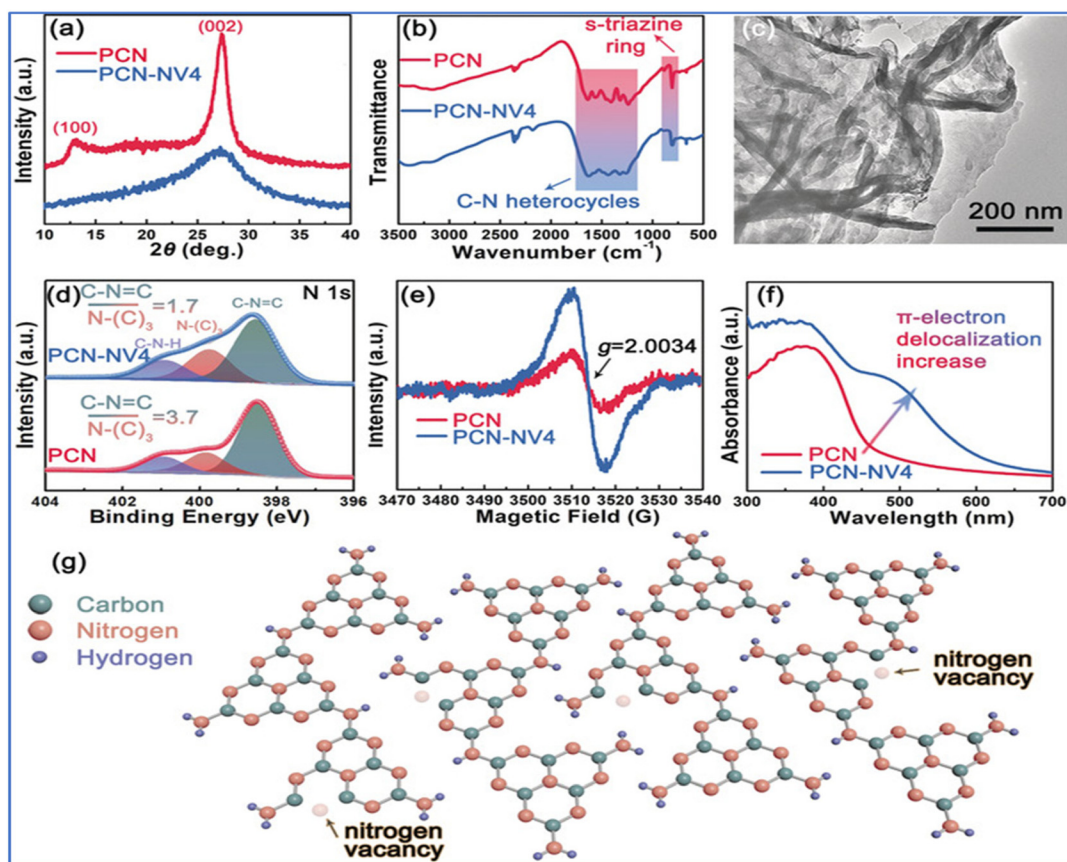 (a)
PCN
PCN-NV4
(002)
(100)
Intensity (a.u.)
10 15 20 25 30 35 40
2θ (deg.)
(b)
s-triazine
ring
PCN
PCN-NV4
C-N heterocycles
Transmittance
3500 2500 2000 1500 1000 500
Wavenumber (cm⁻¹)
(c)
200 nm
(d)
N 1s
C-N=C
N-(C)₃
=1.7
C-N=C
N-(C)
C-N-H
PCN-NV4
C-N=C
N-(C)₃
=3.7
PCN
Intensity (a.u.)
404 402 400 398 396
Binding Energy (eV)
(e)
g=2.0034
PCN
PCN-NV4
Intensity (a.u.)
3470 3480 3490 3500 3510 3520 3530 3540
Magetic Field (G)
(f)
π-electron
delocalization
increase
PCN
PCN-NV4
Absorbance (a.u.)
300 400 500 600 700
Wavelength (nm)
(g)
Carbon
Nitrogen
Hydrogen
nitrogen
vacancy
nitrogen
vacancy